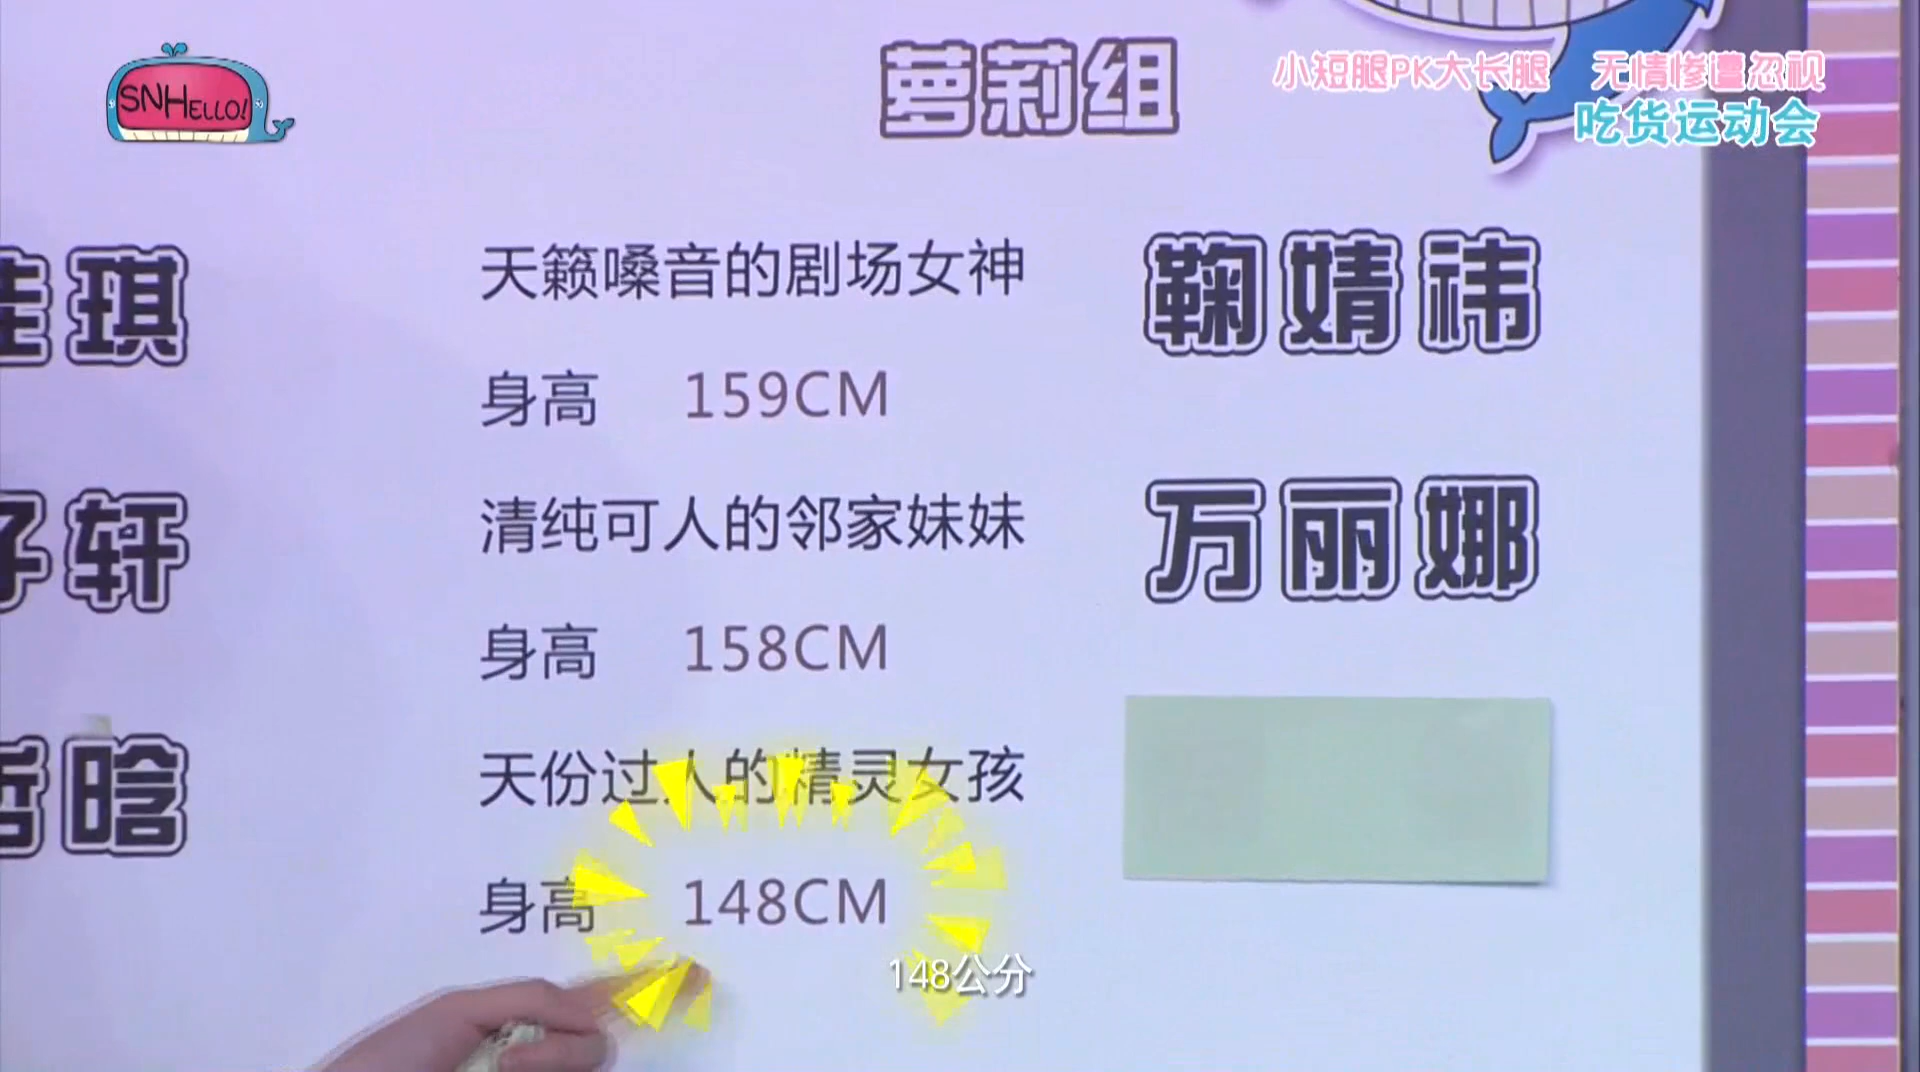 SNHELLO!
小短腿PK大长腿 无情惨遭忽视
吃货运动会
萝莉组
佳琪
天籁嗓音的剧场女神
鞠婧祎
身高 159CM
轩
清纯可人的邻家妹妹
万丽娜
身高 158CM
晗
天份过人的精灵女孩
身高 148CM
148公分